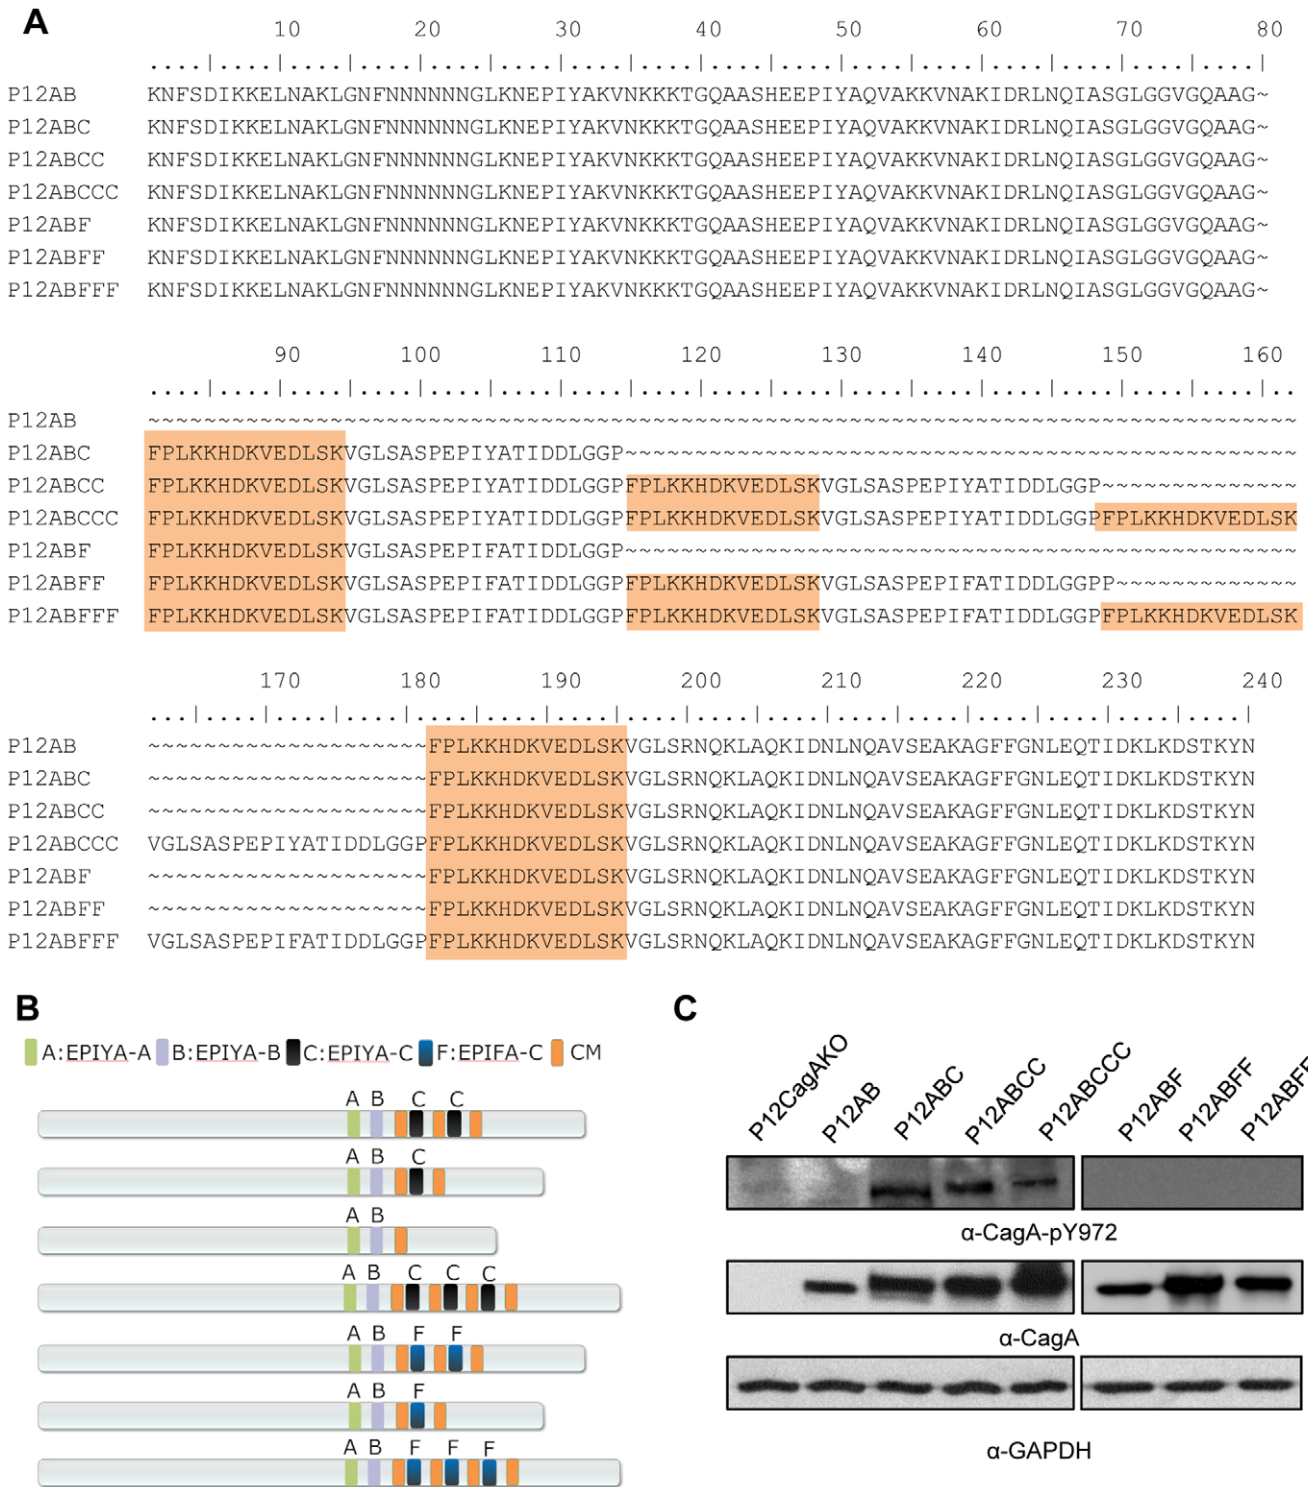 A
10 20 30 40 50 60 70 80
P12AB KNFSDIKKELNAKLGNFNNNNNNGLKNEPIYAKVNKKKTGQAASHEEPIYAQVAKKVNAKIDRLNQIASGLGGVGQAAG~
P12ABC KNFSDIKKELNAKLGNFNNNNNNGLKNEPIYAKVNKKKTGQAASHEEPIYAQVAKKVNAKIDRLNQIASGLGGVGQAAG~
P12ABCC KNFSDIKKELNAKLGNFNNNNNNGLKNEPIYAKVNKKKTGQAASHEEPIYAQVAKKVNAKIDRLNQIASGLGGVGQAAG~
P12ABCCC KNFSDIKKELNAKLGNFNNNNNNGLKNEPIYAKVNKKKTGQAASHEEPIYAQVAKKVNAKIDRLNQIASGLGGVGQAAG~
P12ABF KNFSDIKKELNAKLGNFNNNNNNGLKNEPIYAKVNKKKTGQAASHEEPIYAQVAKKVNAKIDRLNQIASGLGGVGQAAG~
P12ABFF KNFSDIKKELNAKLGNFNNNNNNGLKNEPIYAKVNKKKTGQAASHEEPIYAQVAKKVNAKIDRLNQIASGLGGVGQAAG~
P12ABFFF KNFSDIKKELNAKLGNFNNNNNNGLKNEPIYAKVNKKKTGQAASHEEPIYAQVAKKVNAKIDRLNQIASGLGGVGQAAG~
90 100 110 120 130 140 150 160
P12AB ~~~~~~~~~~~~~~~~~~~~~~~~~~~~~~~~~~~~~~~~~~~~~~~~~~~~~~~~~~~~~~~~~~~~~~~~~~~~~~~~~~
P12ABC FPLKKHDKVEDLSKVGLSASPEPIYATIDDLGGP~~~~~~~~~~~~~~~~~~~~~~~~~~~~~~~~~~~~~~~~~~~~~~~~
P12ABCC FPLKKHDKVEDLSKVGLSASPEPIYATIDDLGGPFPLKKHDKVEDLSKVGLSASPEPIYATIDDLGGP~~~~~~~~~~~~~~
P12ABCCC FPLKKHDKVEDLSKVGLSASPEPIYATIDDLGGPFPLKKHDKVEDLSKVGLSASPEPIYATIDDLGGPFPLKKHDKVEDLSK
P12ABF FPLKKHDKVEDLSKVGLSASPEPIFATIDDLGGP~~~~~~~~~~~~~~~~~~~~~~~~~~~~~~~~~~~~~~~~~~~~~~~~
P12ABFF FPLKKHDKVEDLSKVGLSASPEPIFATIDDLGGPFPLKKHDKVEDLSKVGLSASPEPIFATIDDLGGPP~~~~~~~~~~~~~
P12ABFFF FPLKKHDKVEDLSKVGLSASPEPIFATIDDLGGPFPLKKHDKVEDLSKVGLSASPEPIFATIDDLGGPFPLKKHDKVEDLSK
170 180 190 200 210 220 230 240
P12AB ~~~~~~~~~~~~~~~~~~~~FPLKKHDKVEDLSKVGLSRNQKLAQKIDNLNQAVSEAKAGFFGNLEQTIDKLKDSTKYN
P12ABC ~~~~~~~~~~~~~~~~~~~~FPLKKHDKVEDLSKVGLSRNQKLAQKIDNLNQAVSEAKAGFFGNLEQTIDKLKDSTKYN
P12ABCC ~~~~~~~~~~~~~~~~~~~~FPLKKHDKVEDLSKVGLSRNQKLAQKIDNLNQAVSEAKAGFFGNLEQTIDKLKDSTKYN
P12ABCCC VGLSASPEPIYATIDDLGGPFPLKKHDKVEDLSKVGLSRNQKLAQKIDNLNQAVSEAKAGFFGNLEQTIDKLKDSTKYN
P12ABF ~~~~~~~~~~~~~~~~~~~~FPLKKHDKVEDLSKVGLSRNQKLAQKIDNLNQAVSEAKAGFFGNLEQTIDKLKDSTKYN
P12ABFF ~~~~~~~~~~~~~~~~~~~~FPLKKHDKVEDLSKVGLSRNQKLAQKIDNLNQAVSEAKAGFFGNLEQTIDKLKDSTKYN
P12ABFFF VGLSASPEPIFATIDDLGGPFPLKKHDKVEDLSKVGLSRNQKLAQKIDNLNQAVSEAKAGFFGNLEQTIDKLKDSTKYN
B
A:EPIYA-A B:EPIYA-B C:EPIYA-C F:EPIFA-C CM
A B C C
A B C
A B
A B C C C
A B F F
A B F
A B F F F
C
P12CagAKO P12AB P12ABC P12ABCC P12ABCCC P12ABF P12ABFF P12ABFF
α-CagA-pY972
α-CagA
α-GAPDH